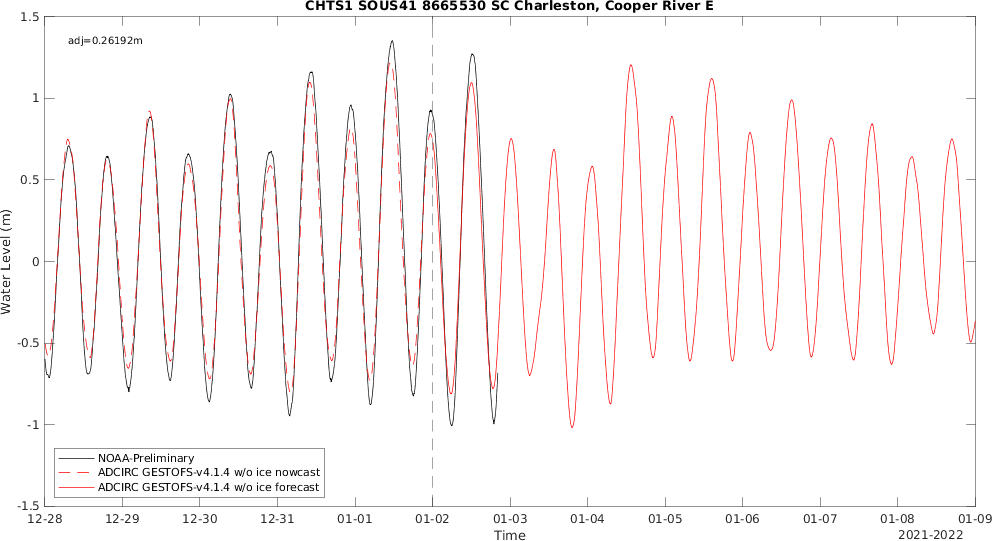 CHTS1 SOUS41 8665530 SC Charleston, Cooper River E
adj=0.26192m
1.5
1
0.5
0
-0.5
-1
-1.5
Water Level (m)
NOAA-Preliminary
ADCIRC GESTOFS-v4.1.4 w/o ice nowcast
ADCIRC GESTOFS-v4.1.4 w/o ice forecast
12-28 12-29 12-30 12-31 01-01 01-02 01-03 01-04 01-05 01-06 01-07 01-08 01-09
Time
2021-2022